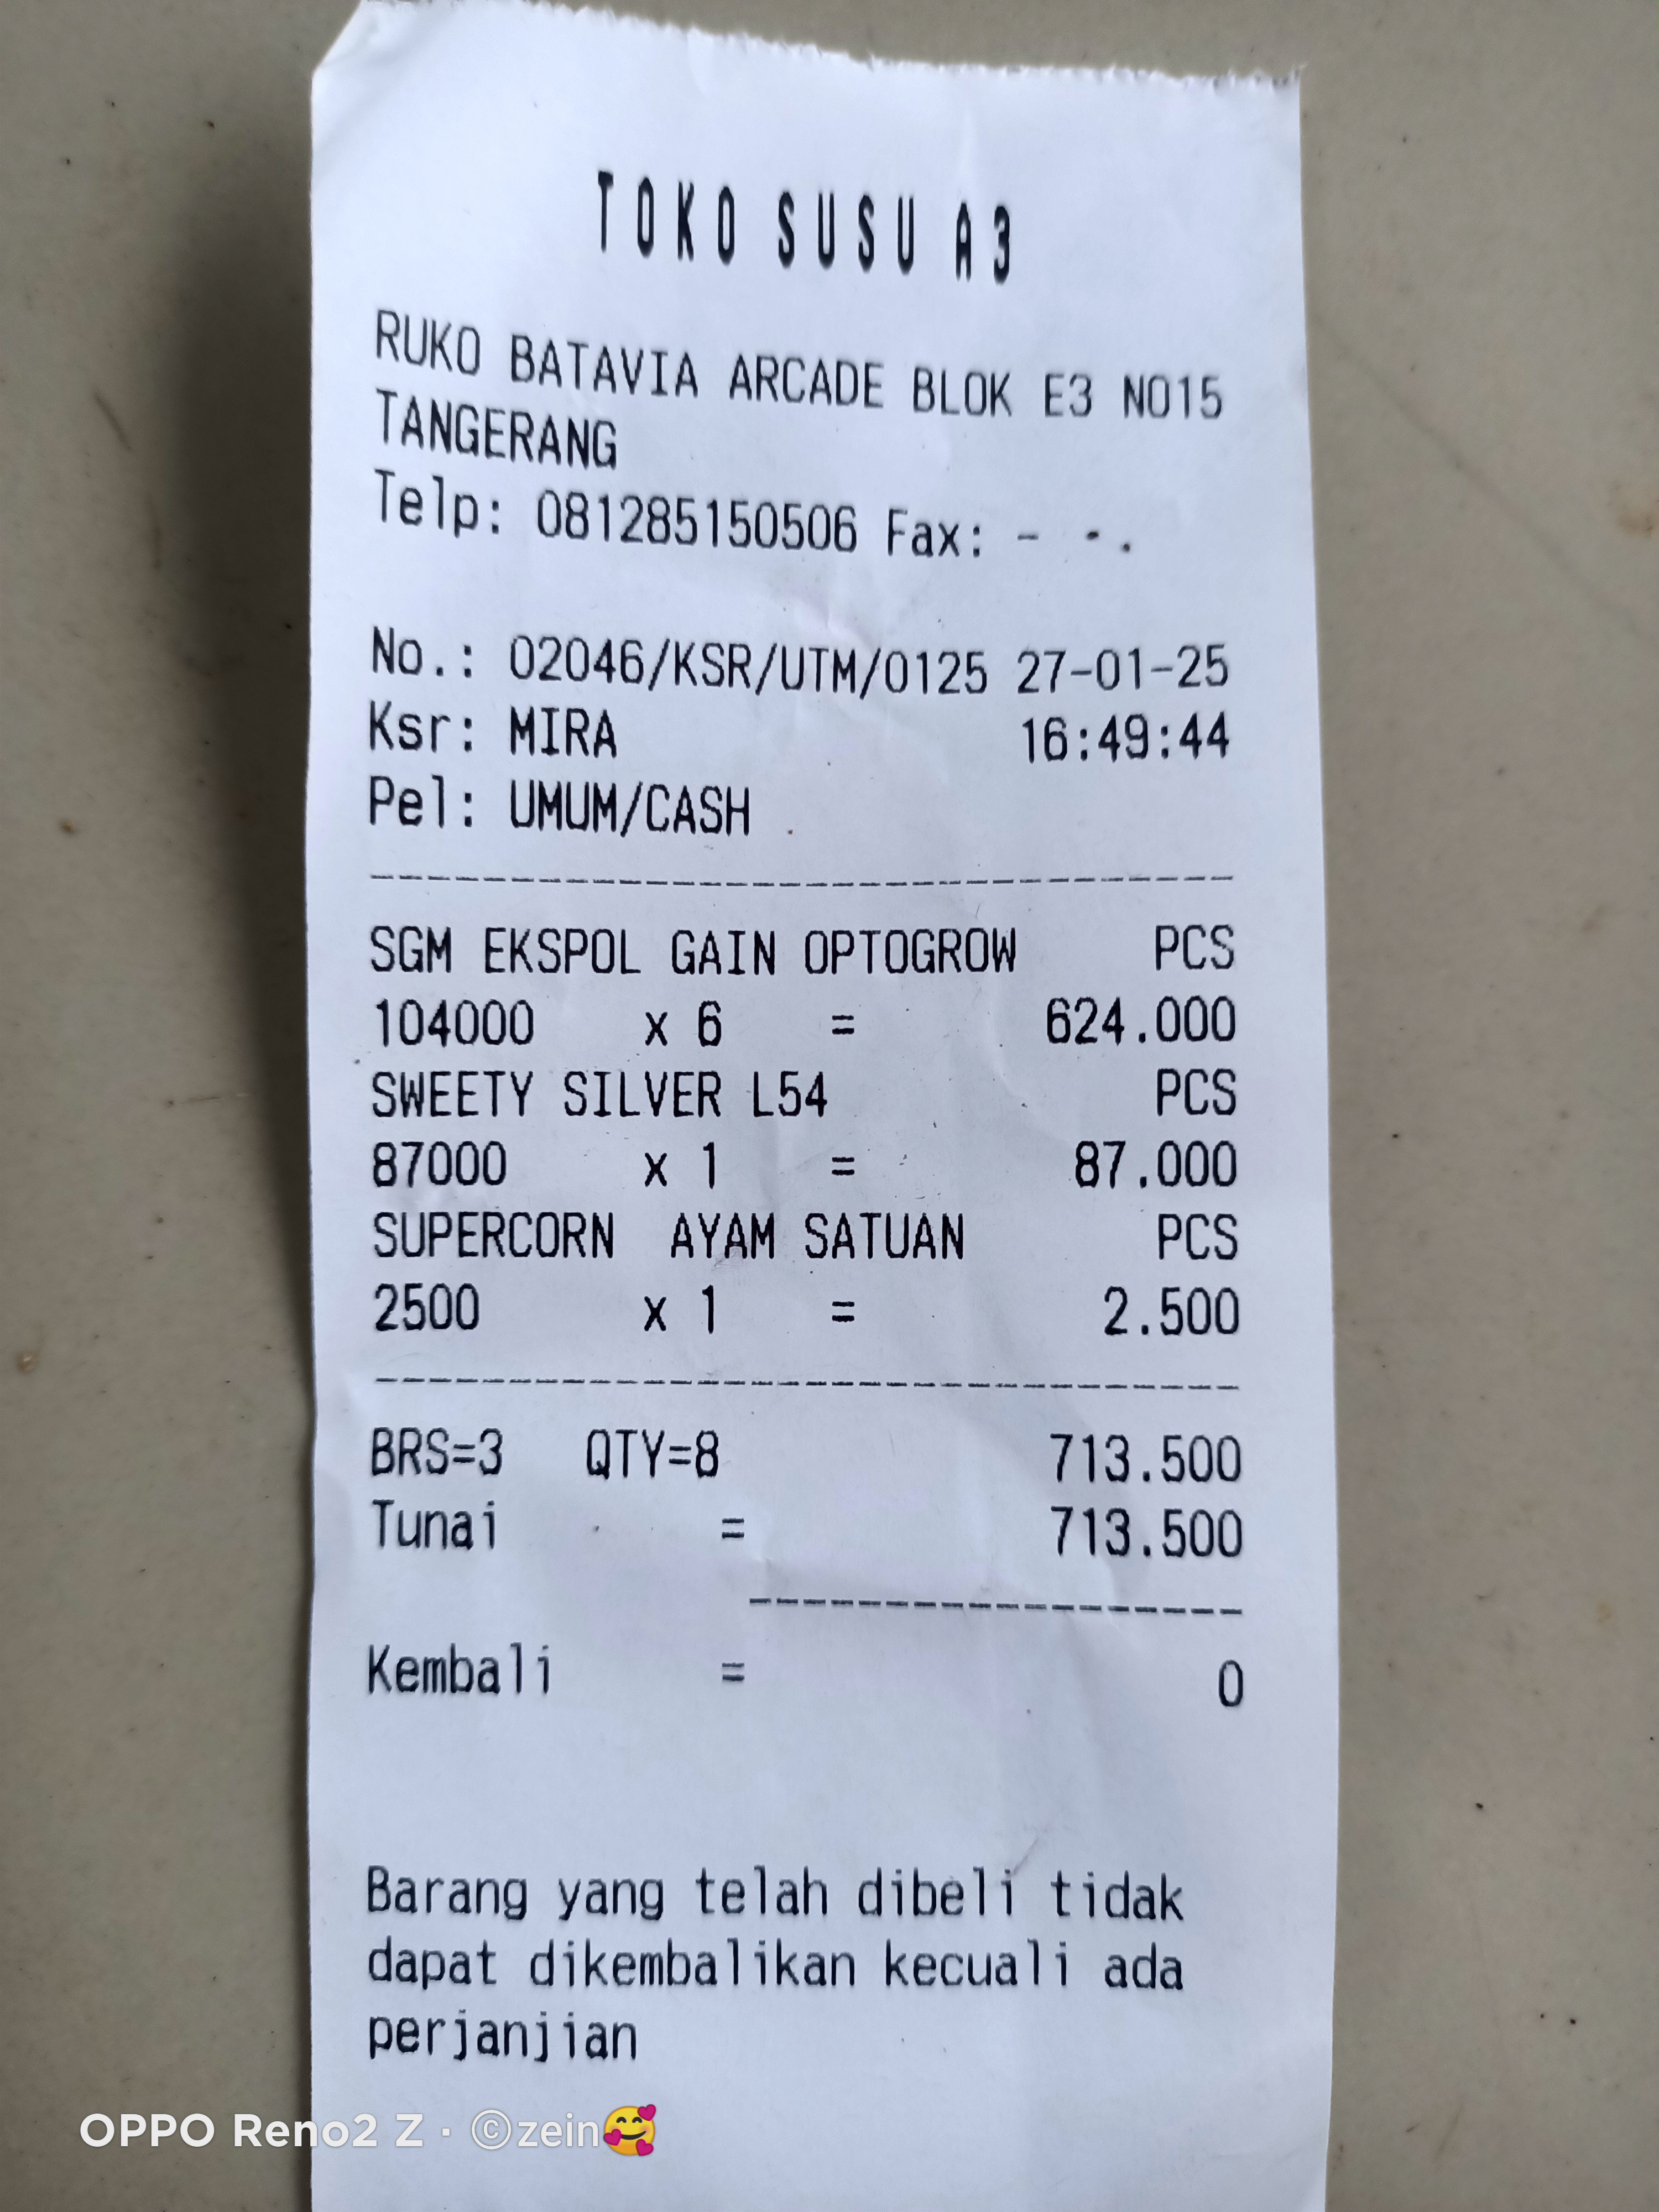 TOKO SUSU A3
RUKO BATAVIA ARCADE BLOK E3 NO15
TANGERANG
Telp: 081285150506 Fax: - -.
No.: 02046/KSR/UTM/0125 27-01-25
Ksr: MIRA 16:49:44
Pel: UMUM/CASH
SGM EKSPOL GAIN OPTOGROW PCS
104000 x 6 = 624.000
SWEETY SILVER L54 PCS
87000 x 1 = 87.000
SUPERCORN AYAM SATUAN PCS
2500 x 1 = 2.500
BRS=3 QTY=8 713.500
Tunai = 713.500
Kembali = 0
Barang yang telah dibeli tidak
dapat dikembalikan kecuali ada
perjanjian
OPPO Reno2 Z · ©zein🥰